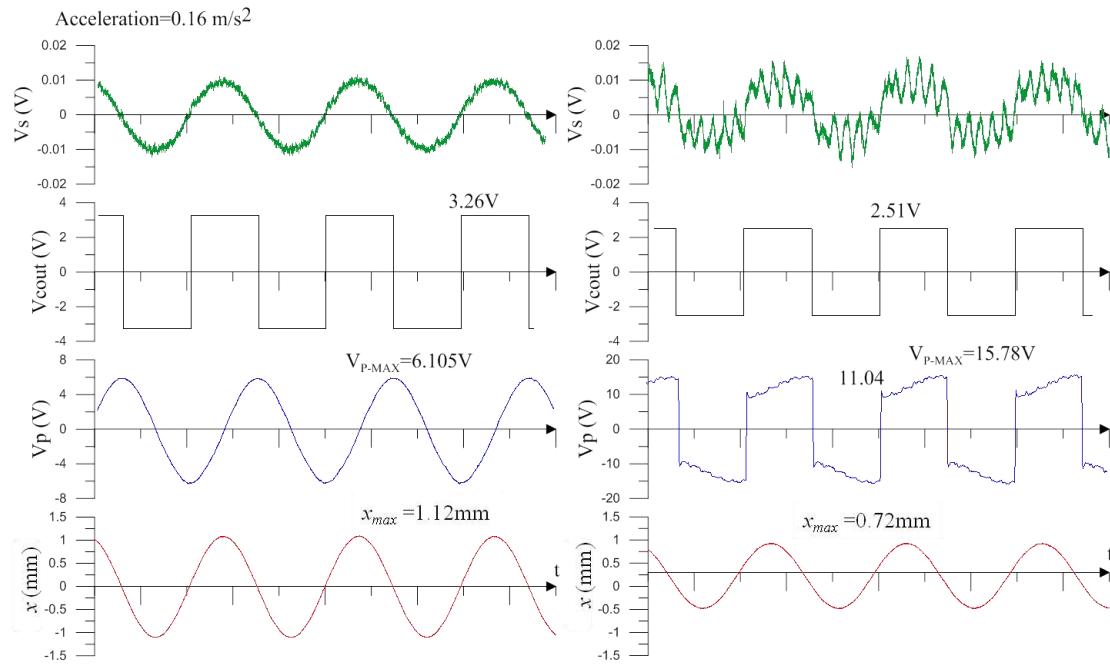 Acceleration=0.16 m/s2
Vs (V)
0.02
0.01
0
-0.01
-0.02
Vs (V)
0.02
0.01
0
-0.01
-0.02
Vcout (V)
4
2
0
-2
-4
3.26V
Vcout (V)
4
2
0
-2
-4
2.51V
Vp (V)
8
4
0
-4
-8
VP-MAX=6.105V
Vp (V)
20
10
0
-10
-20
11.04
VP-MAX=15.78V
x (mm)
1.5
1
0.5
0
-0.5
-1
-1.5
xmax =1.12mm
t
x (mm)
1.5
1
0.5
0
-0.5
-1
-1.5
xmax =0.72mm
t